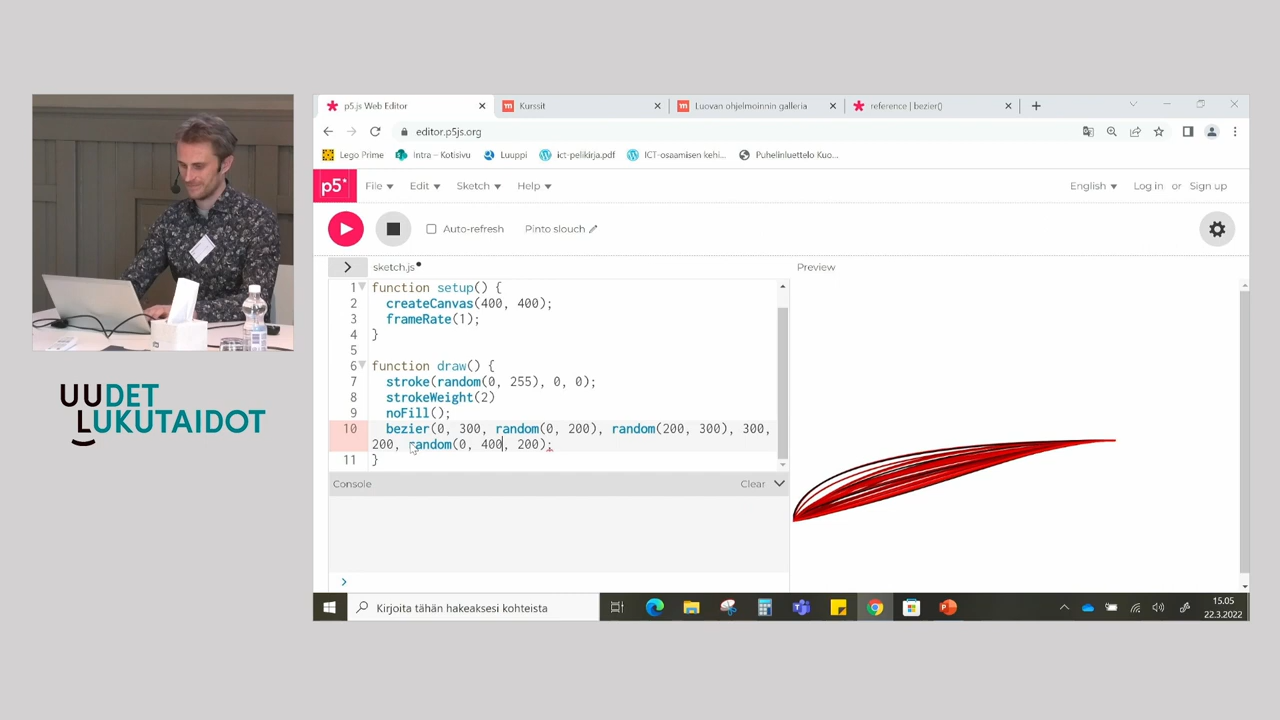 p5.js Web Editor
Kurssit
Luovan ohjelmoinnin galleria
reference | bezier()
editor.p5js.org
Lego Prime
Intra – Kotisivu
Luuppi
ict-pelikirja.pdf
ICT-osaamisen kehi...
Puhelinluettelo Kuo...
p5*
File
Edit
Sketch
Help
English
Log in or Sign up
Auto-refresh
Pinto slouch
sketch.js
Preview
1 function setup() {
2 createCanvas(400, 400);
3 frameRate(1);
4 }
5
6 function draw() {
7 stroke(random(0, 255), 0, 0);
8 strokeWeight(2)
9 noFill();
10 bezier(0, 300, random(0, 200), random(200, 300), 300,
200, random(0, 400, 200);
11 }
Console
Clear
UUDET
LUKUTAIDOT
Kirjoita tähän hakeaksesi kohteista
15.05
22.3.2022